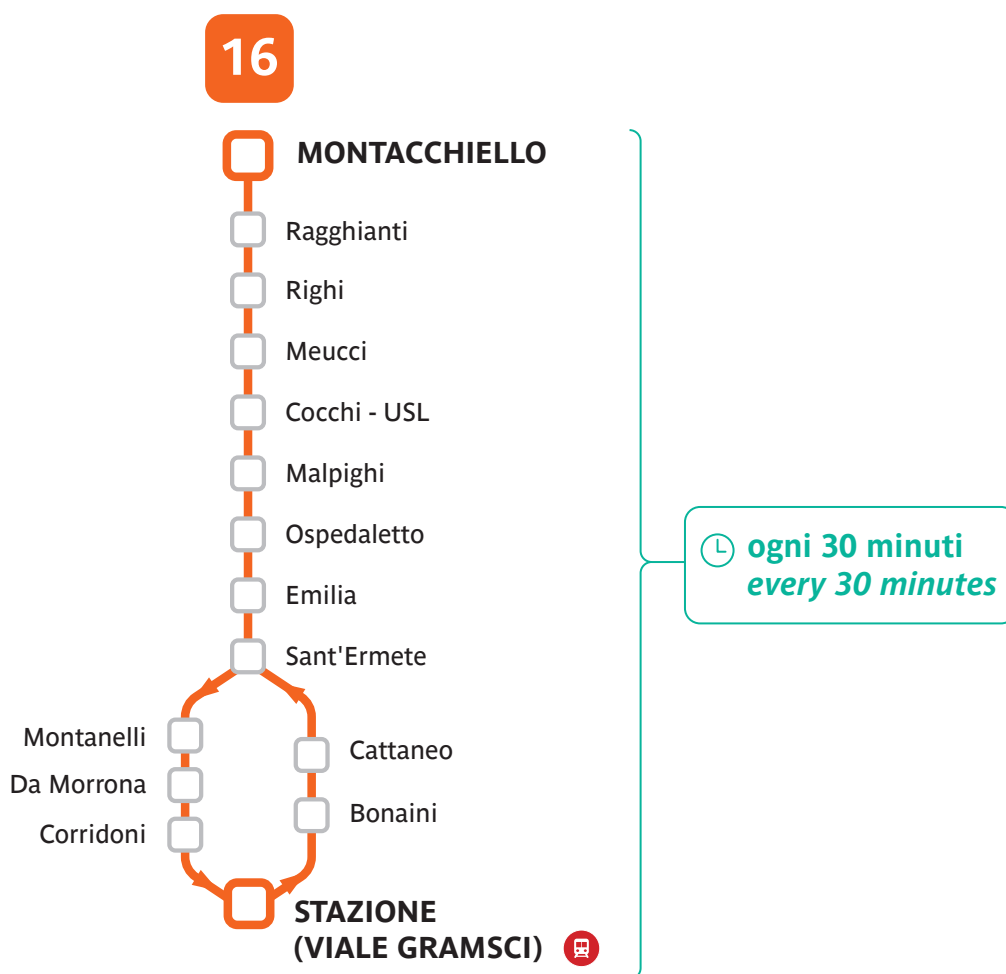 16
MONTACCHIELLO
Ragghianti
Righi
Meucci
Cocchi - USL
Malpighi
Ospedaletto
ogni 30 minuti
every 30 minutes
Emilia
Sant'Ermete
Montanelli
Cattaneo
Da Morrona
Bonaini
Corridoni
STAZIONE
(VIALE GRAMSCI)